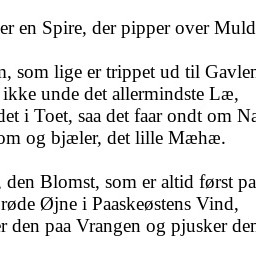 er en Spire, der pipper over Muld
n, som lige er trippet ud til Gavlen
ikke unde det allermindste Læ,
det i Toet, saa det faar ondt om Na
om og bjæler, det lille Mæhæ.
, den Blomst, som er altid først pa
røde Øjne i Paaskeøstens Vind,
r den paa Vrangen og pjusker den